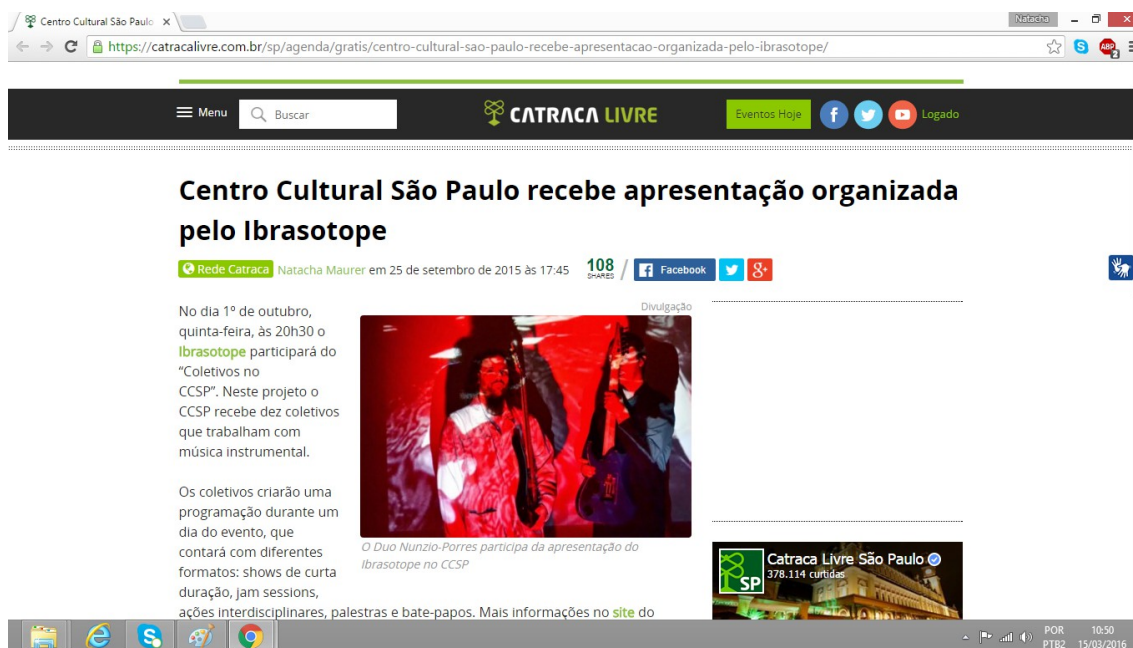 Centro Cultural São Paulo
Natacha
https://catracalivre.com.br/sp/agenda/gratis/centro-cultural-sao-paulo-recebe-apresentacao-organizada-pelo-ibrasotope/
ABP
2
Menu
Buscar
CATRACA LIVRE
Eventos Hoje
Logado
Centro Cultural São Paulo recebe apresentação organizada
pelo Ibrasotope
Rede Catraca Natacha Maurer em 25 de setembro de 2015 às 17:45
108
SHARES
Facebook
Divulgação
No dia 1º de outubro,
quinta-feira, às 20h30 o
Ibrasotope participará do
“Coletivos no
CCSP”. Neste projeto o
CCSP recebe dez coletivos
que trabalham com
música instrumental.
Os coletivos criarão uma
programação durante um
dia do evento, que
contará com diferentes
formatos: shows de curta
duração, jam sessions,
ações interdisciplinares, palestras e bate-papos. Mais informações no site do
O Duo Nunzio-Porres participa da apresentação do
Ibrasotope no CCSP
SP
Catraca Livre São Paulo
378.114 curtidas
POR
PTB2
10:50
15/03/2016